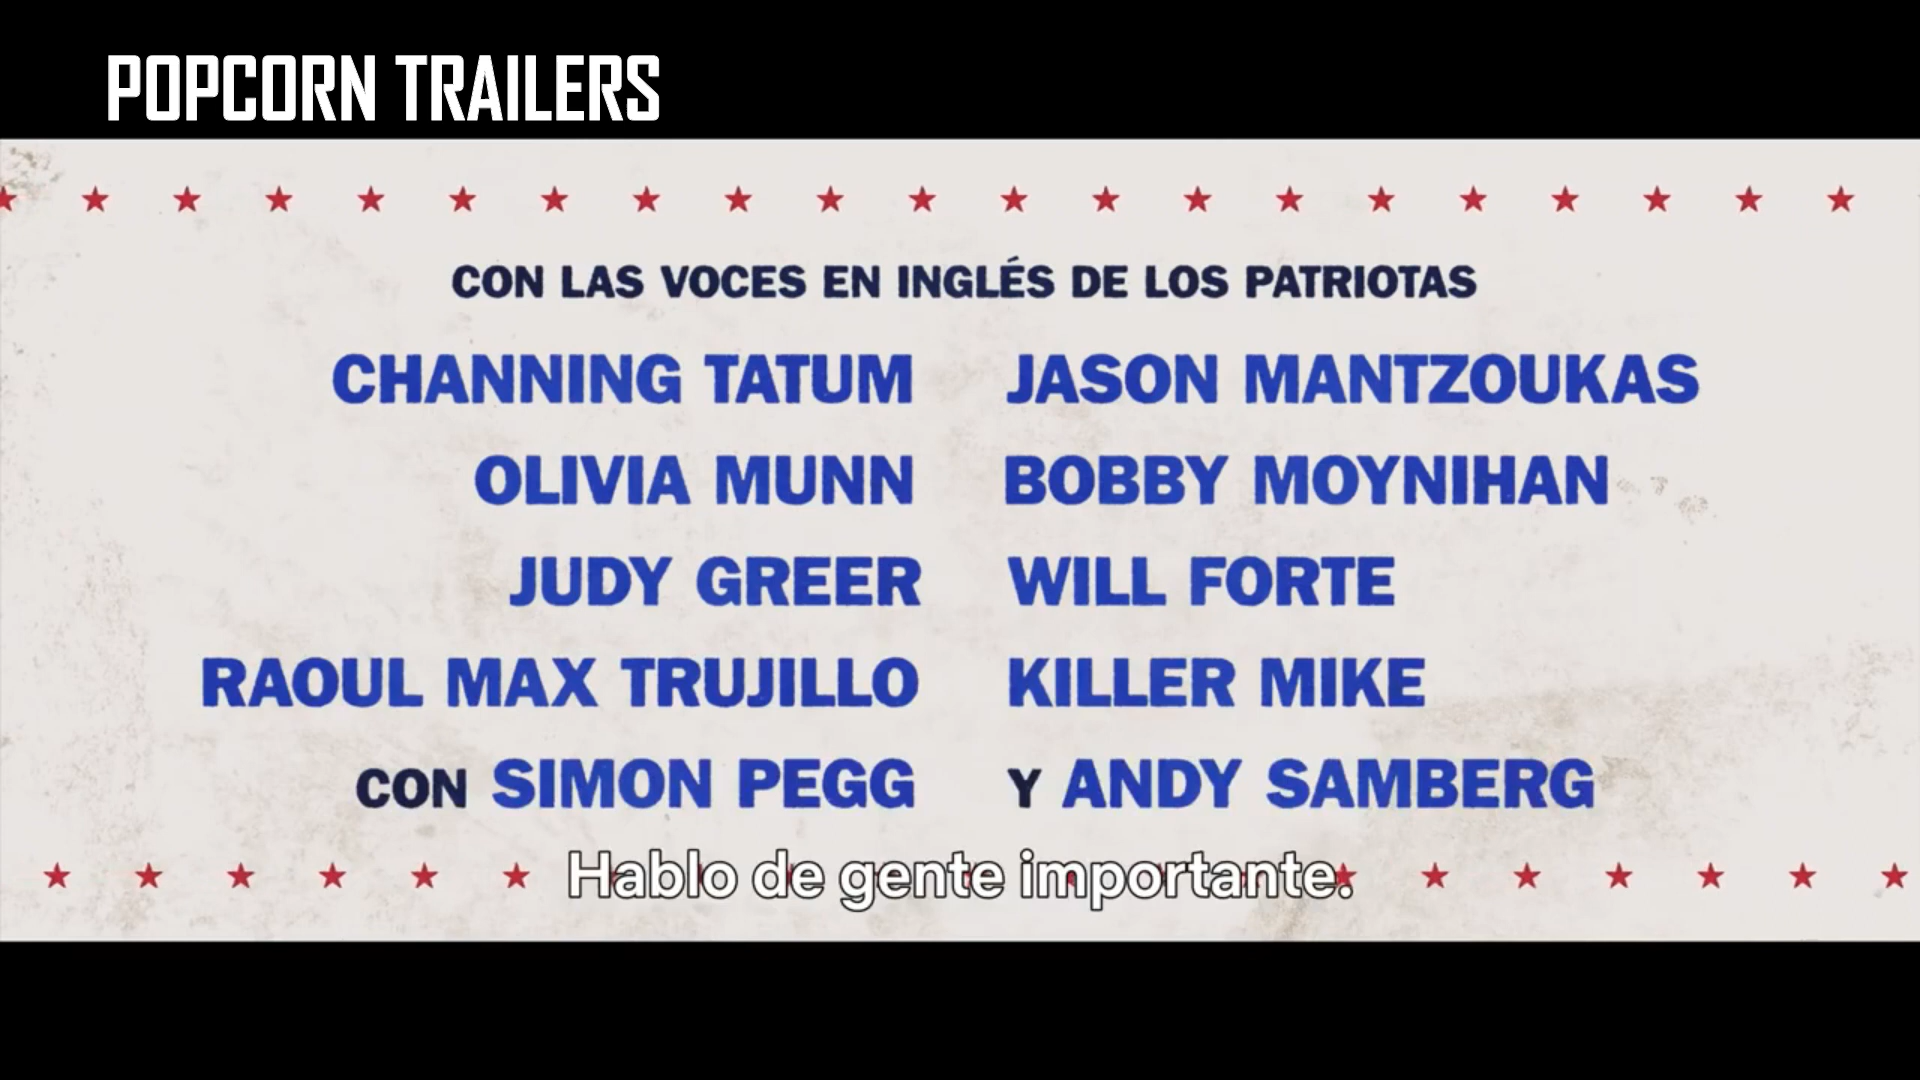 POPCORN TRAILERS
CON LAS VOCES EN INGLÉS DE LOS PATRIOTAS
CHANNING TATUM JASON MANTZOUKAS
OLIVIA MUNN BOBBY MOYNIHAN
JUDY GREER WILL FORTE
RAOUL MAX TRUJILLO KILLER MIKE
CON SIMON PEGG Y ANDY SAMBERG
Hablo de gente importante.